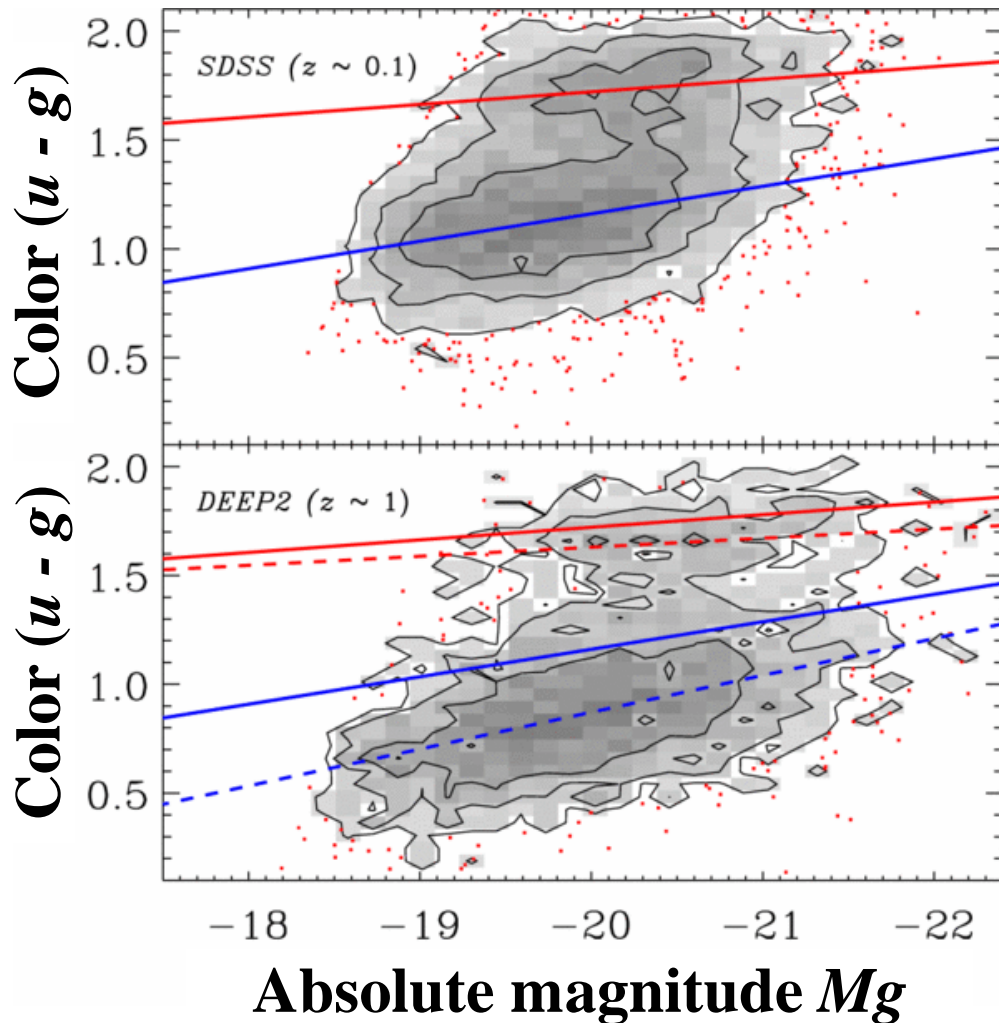 Color (u - g)
2.0
1.5
1.0
0.5
SDSS (z ~ 0.1)
Color (u - g)
2.0
1.5
1.0
0.5
DEEP2 (z ~ 1)
-18 -19 -20 -21 -22
Absolute magnitude Mg